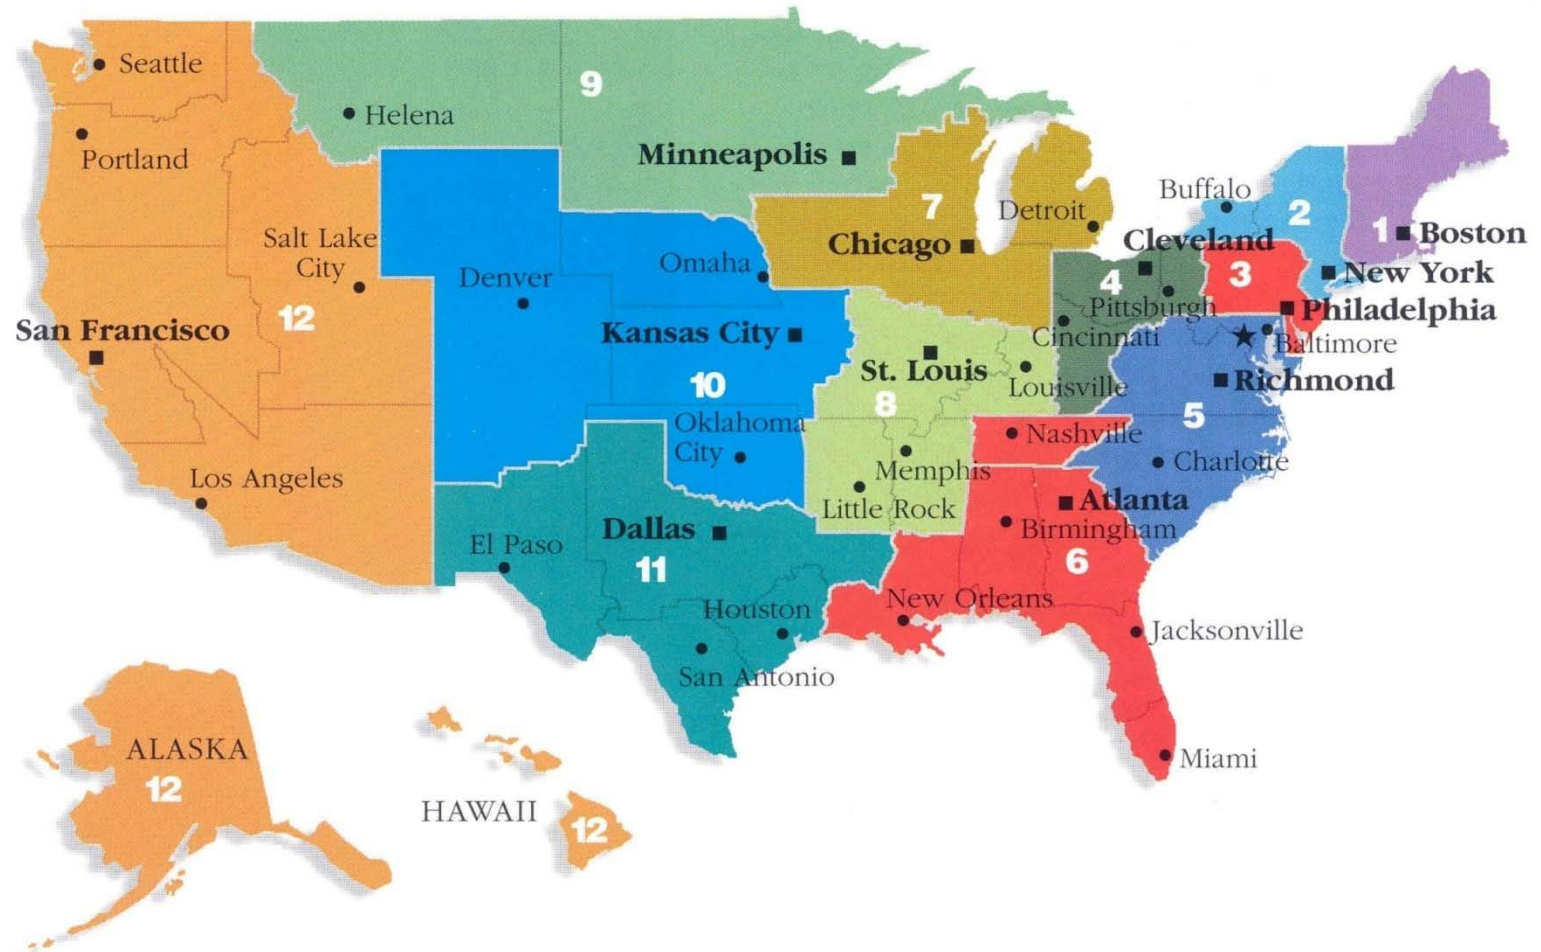 Seattle
9
Helena
Portland
Minneapolis
Buffalo
7
Detroit
2
Salt Lake
City
Chicago
Cleveland
1
Boston
Omaha
Denver
4
3
New York
Pittsburgh
Philadelphia
12
San Francisco
Kansas City
Cincinnati
Baltimore
St. Louis
Louisville
Richmond
10
8
5
Oklahoma
City
Nashville
Memphis
Charlotte
Los Angeles
Little Rock
Atlanta
Birmingham
Dallas
El Paso
11
6
New Orleans
Houston
Jacksonville
San Antonio
ALASKA
12
Miami
HAWAII
12